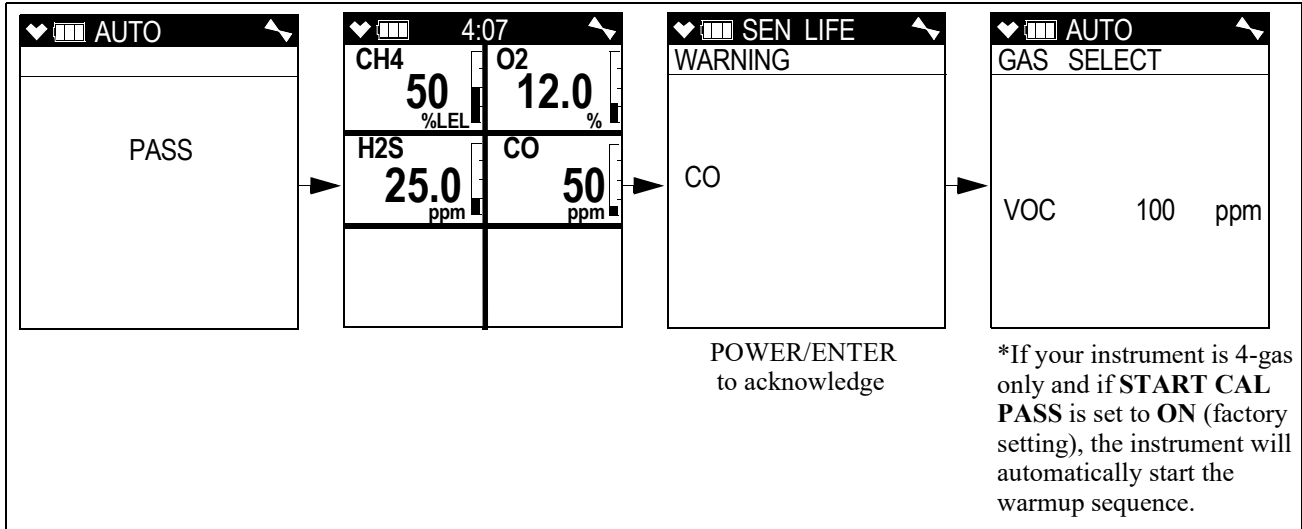 AUTO
PASS
4:07
CH4
50
%LEL
O2
12.0
%
H2S
25.0
ppm
CO
50
ppm
SEN LIFE
WARNING
CO
POWER/ENTER
to acknowledge
AUTO
GAS SELECT
VOC 100 ppm
*If your instrument is 4-gas
only and if START CAL
PASS is set to ON (factory
setting), the instrument will
automatically start the
warmup sequence.